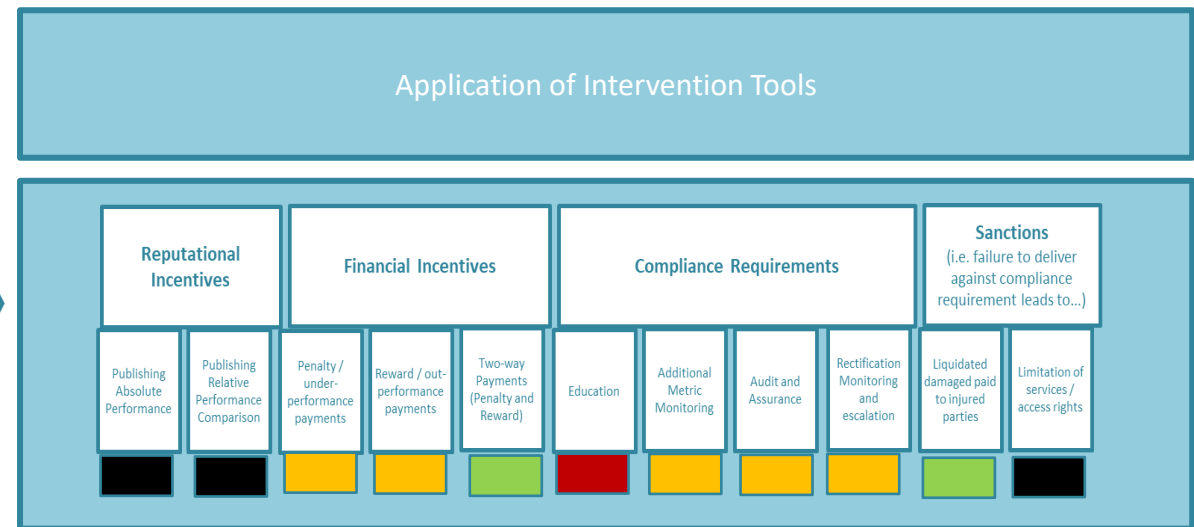 Application of Intervention Tools
Reputational
Incentives
Financial Incentives
Compliance Requirements
Sanctions
(i.e. failure to deliver
against compliance
requirement leads to...)
Publishing
Absolute
Performance
Publishing
Relative
Performance
Comparison
Penalty /
under-
performance
payments
Reward / out-
performance
payments
Two-way
Payments
(Penalty and
Reward)
Education
Additional
Metric
Monitoring
Audit and
Assurance
Rectification
Monitoring
and
escalation
Liquidated
damaged paid
to injured
parties
Limitation of
services /
access rights